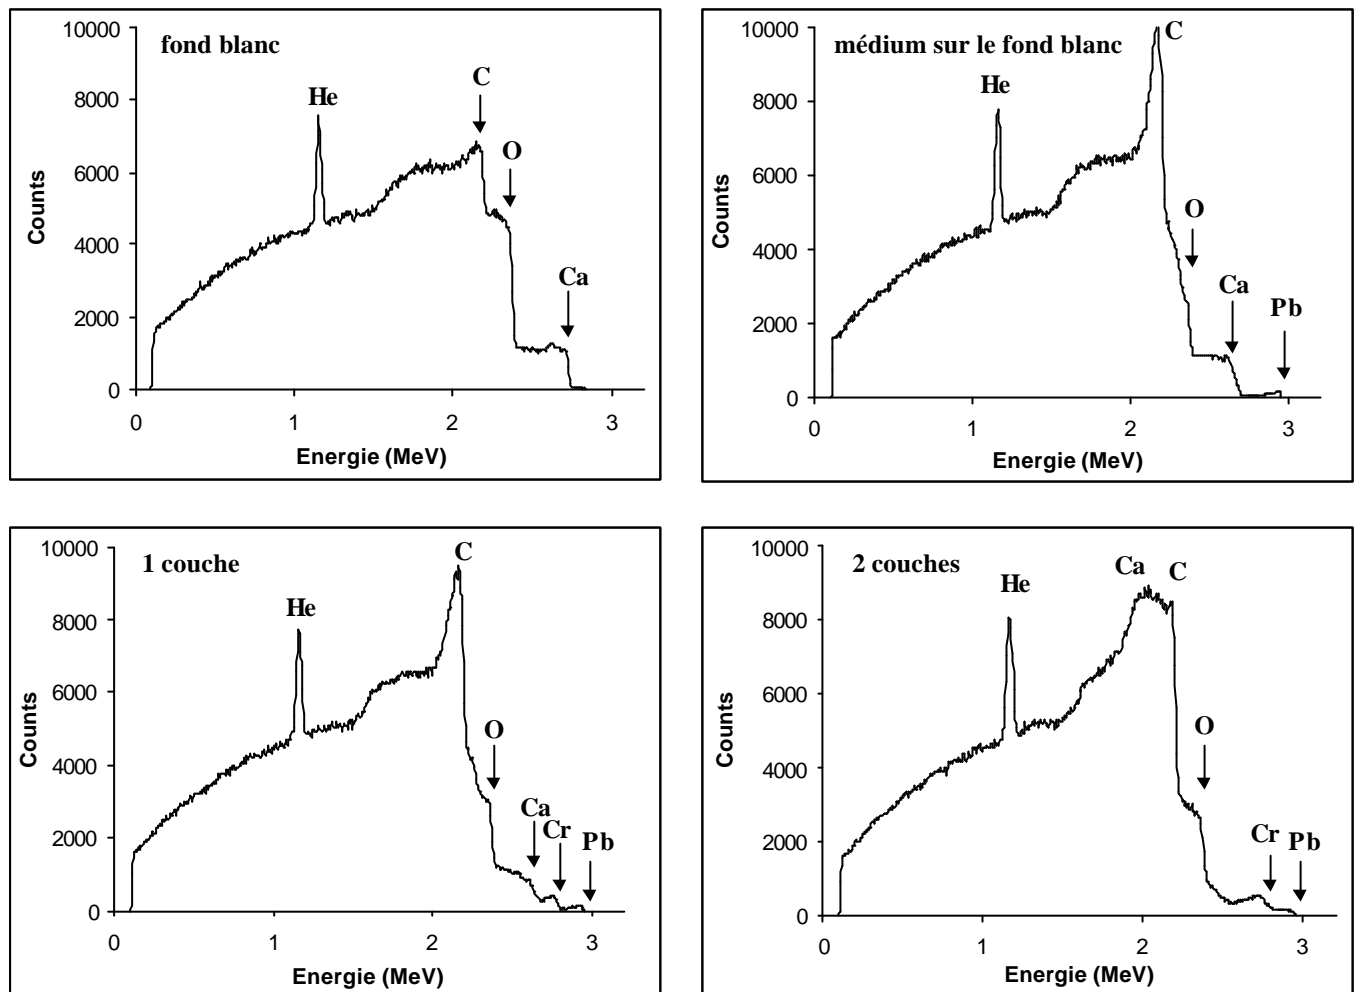 fond blanc
10000
8000
6000
4000
2000
0
Counts
He
C
O
Ca
0 1 2 3
Energie (MeV)
médium sur le fond blanc
10000
8000
6000
4000
2000
0
Counts
He
C
O
Ca
Pb
0 1 2 3
Energie (MeV)
1 couche
10000
8000
6000
4000
2000
0
Counts
He
C
O
Ca
Cr
Pb
0 1 2 3
Energie (MeV)
2 couches
10000
8000
6000
4000
2000
0
Counts
He
Ca C
O
Cr
Pb
0 1 2 3
Energie (MeV)